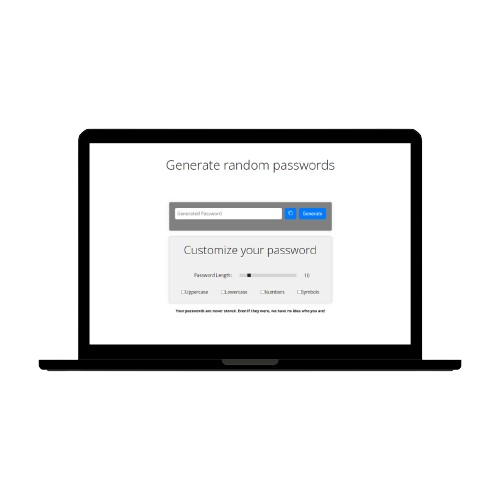 Generate random passwords
Generated Password
Generate
Customize your password
Password Length:
10
Uppercase
Lowercase
Numbers
Symbols
Your passwords are never stored. Even if they were, we have no idea who you are!